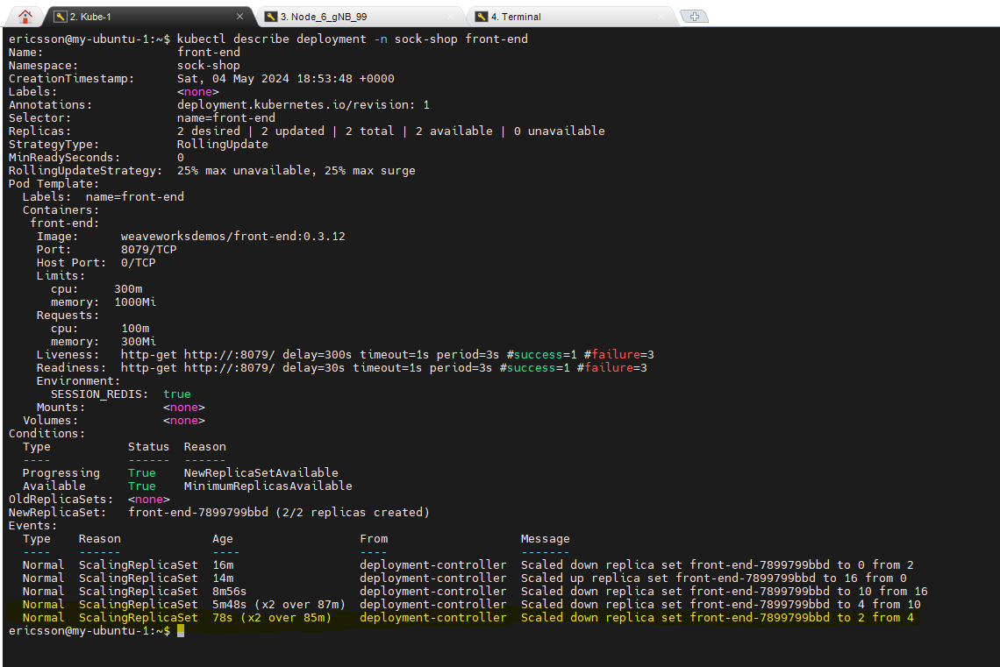 2. Kube-1
3. Node_6_gNB_99
4. Terminal
ericsson@my-ubuntu-1:~$ kubectl describe deployment -n sock-shop front-end
Name:                   front-end
Namespace:              sock-shop
CreationTimestamp:      Sat, 04 May 2024 18:53:48 +0000
Labels:                 <none>
Annotations:            deployment.kubernetes.io/revision: 1
Selector:               name=front-end
Replicas:               2 desired | 2 updated | 2 total | 2 available | 0 unavailable
StrategyType:           RollingUpdate
MinReadySeconds:        0
RollingUpdateStrategy:  25% max unavailable, 25% max surge
Pod Template:
  Labels:  name=front-end
  Containers:
   front-end:
    Image:      weaveworksdemos/front-end:0.3.12
    Port:       8079/TCP
    Host Port:  0/TCP
    Limits:
      cpu:     300m
      memory:  1000Mi
    Requests:
      cpu:      100m
      memory:   300Mi
    Liveness:   http-get http://:8079/ delay=300s timeout=1s period=3s #success=1 #failure=3
    Readiness:  http-get http://:8079/ delay=30s timeout=1s period=3s #success=1 #failure=3
    Environment:
      SESSION_REDIS:  true
    Mounts:           <none>
  Volumes:            <none>
Conditions:
  Type           Status  Reason
  ----           ------  ------
  Progressing    True    NewReplicaSetAvailable
  Available      True    MinimumReplicasAvailable
OldReplicaSets:  <none>
NewReplicaSet:   front-end-7899799bbd (2/2 replicas created)
Events:
  Type    Reason             Age                  From                   Message
  ----    ------             ----                 ----                   -------
  Normal  ScalingReplicaSet  16m                  deployment-controller  Scaled down replica set front-end-7899799bbd to 0 from 2
  Normal  ScalingReplicaSet  14m                  deployment-controller  Scaled up replica set front-end-7899799bbd to 16 from 0
  Normal  ScalingReplicaSet  8m56s                deployment-controller  Scaled down replica set front-end-7899799bbd to 10 from 16
  Normal  ScalingReplicaSet  5m48s (x2 over 87m)  deployment-controller  Scaled down replica set front-end-7899799bbd to 4 from 10
  Normal  ScalingReplicaSet  78s (x2 over 85m)    deployment-controller  Scaled down replica set front-end-7899799bbd to 2 from 4
ericsson@my-ubuntu-1:~$